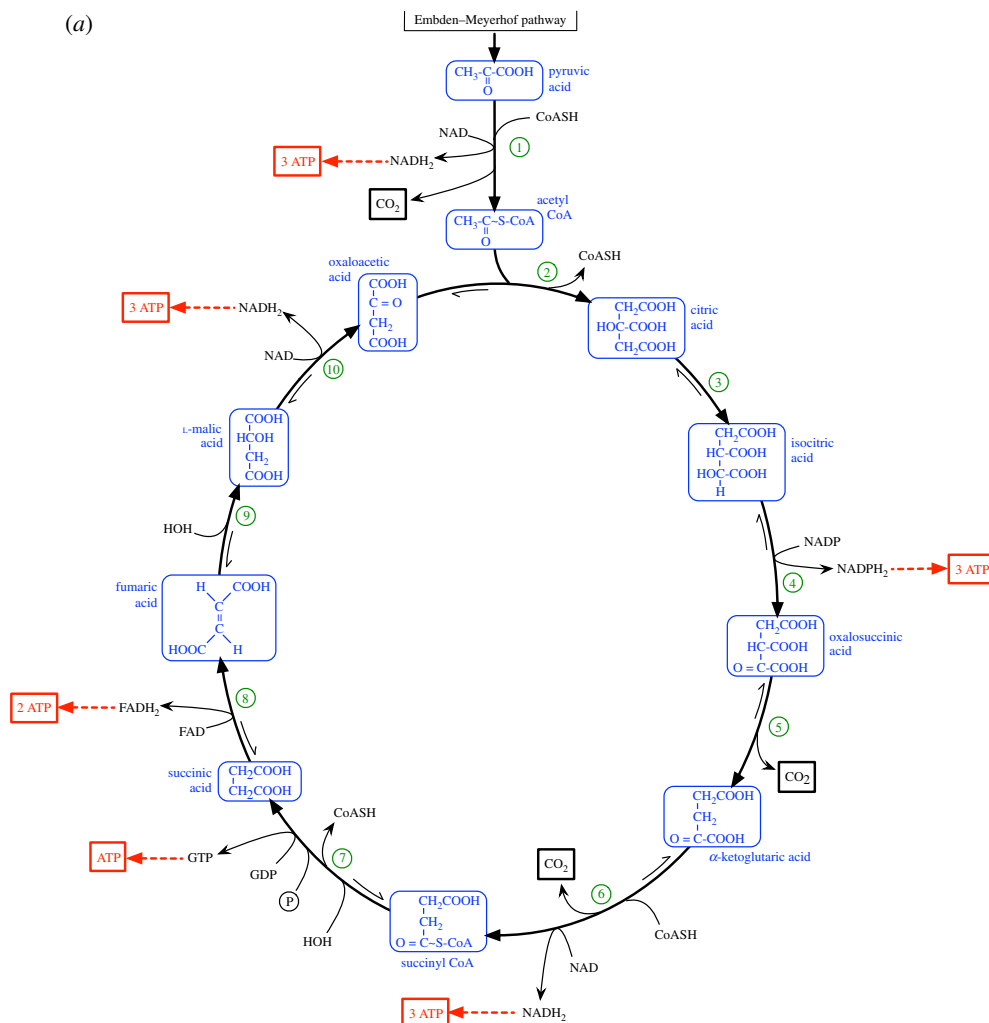 (a)
Embden–Meyerhof pathway
CH3-C-COOH
O
pyruvic
acid
CoASH
NAD
1
3 ATP
NADH2
CO2
acetyl
CoA
CH3-C~S-CoA
O
oxaloacetic
acid
2
CoASH
COOH
C = O
CH2
COOH
3 ATP
NADH2
NAD
10
CH2COOH
HOC-COOH
CH2COOH
citric
acid
3
L-malic
acid
COOH
HCOH
CH2
COOH
CH2COOH
HC-COOH
HOC-COOH
H
isocitric
acid
HOH
9
NADP
NADPH2
3 ATP
4
fumaric
acid
H
COOH
C
C
HOOC
H
CH2COOH
HC-COOH
O = C-COOH
oxalosuccinic
acid
8
2 ATP
FADH2
FAD
5
CO2
succinic
acid
CH2COOH
CH2COOH
CH2COOH
CH2
O = C-COOH
α-ketoglutaric acid
CoASH
7
ATP
GTP
GDP
P
HOH
CO2
6
CoASH
CH2COOH
CH2
O = C~S-CoA
succinyl CoA
NAD
3 ATP
NADH2